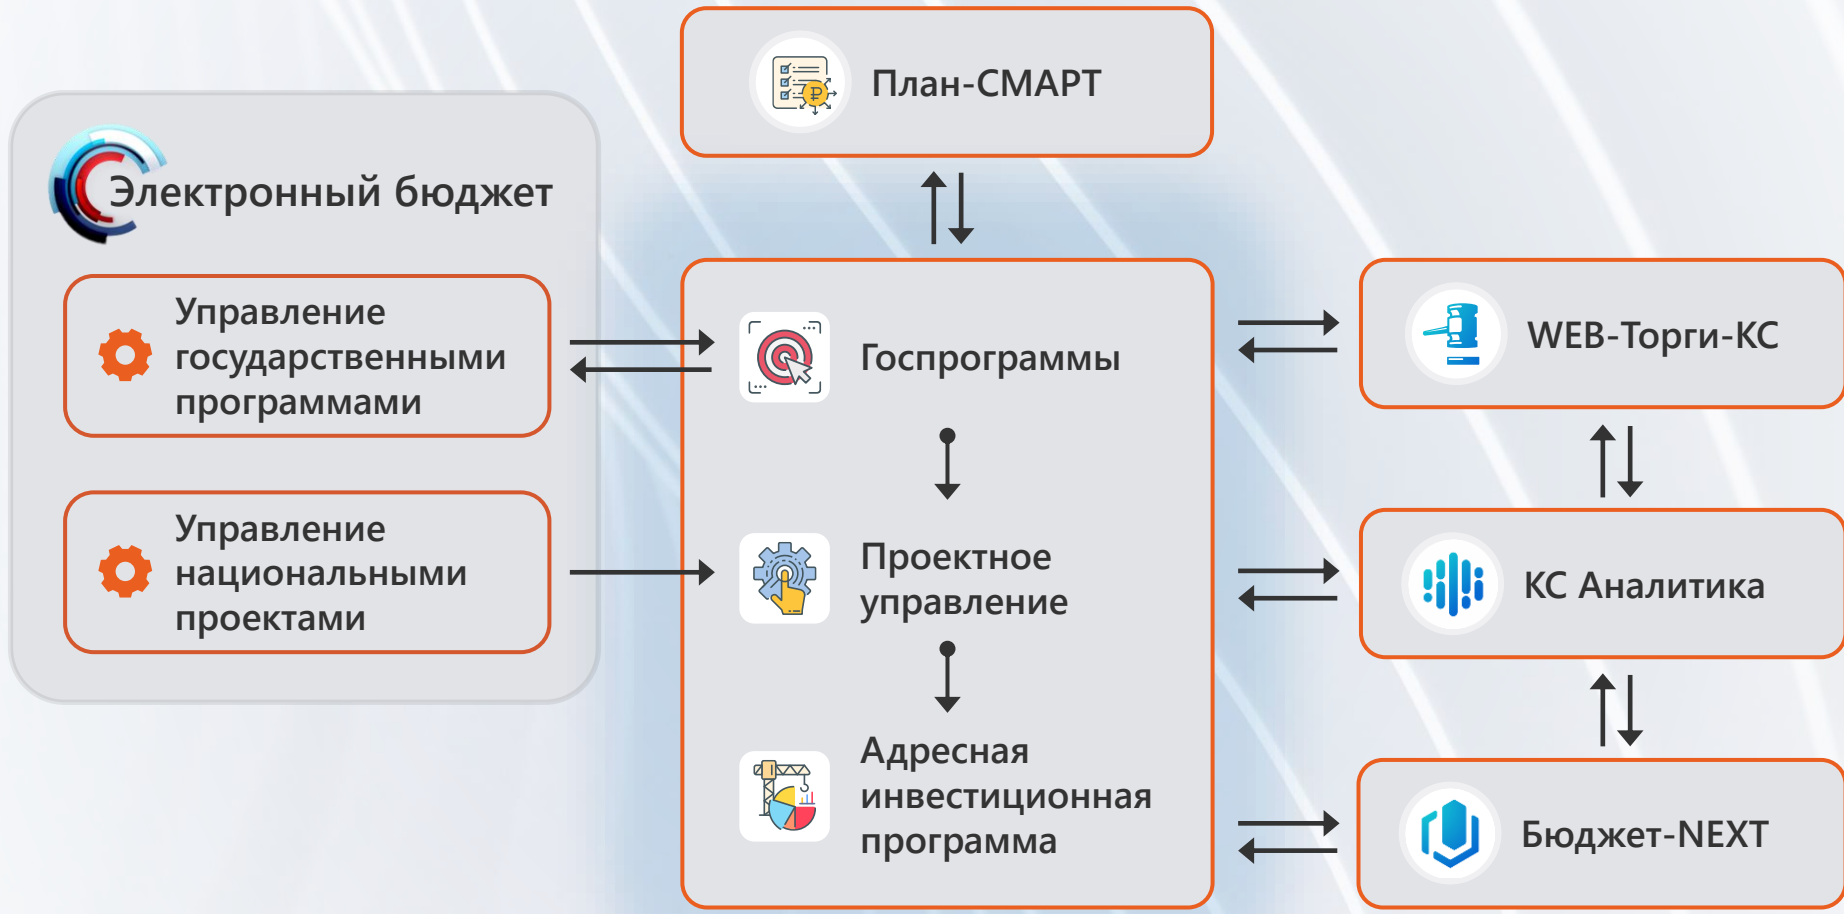 План-СМАРТ
Электронный бюджет
Управление
государственными
программами
Управление
национальными
проектами
Госпрограммы
Проектное
управление
Адресная
инвестиционная
программа
WEB-Торги-КС
КС Аналитика
Бюджет-NEXT